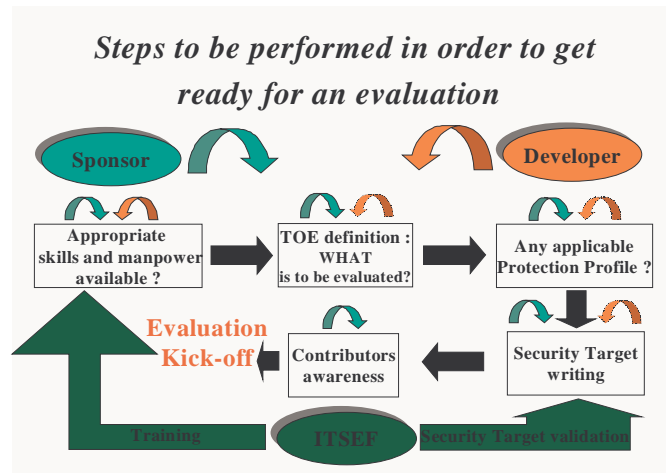 Steps to be performed in order to get
ready for an evaluation
Sponsor
Developer
Appropriate
skills and manpower
available ?
TOE definition :
WHAT
is to be evaluated?
Any applicable
Protection Profile ?
Evaluation
Kick-off
Contributors
awareness
Security Target
writing
Training
ITSEF
Security Target validation